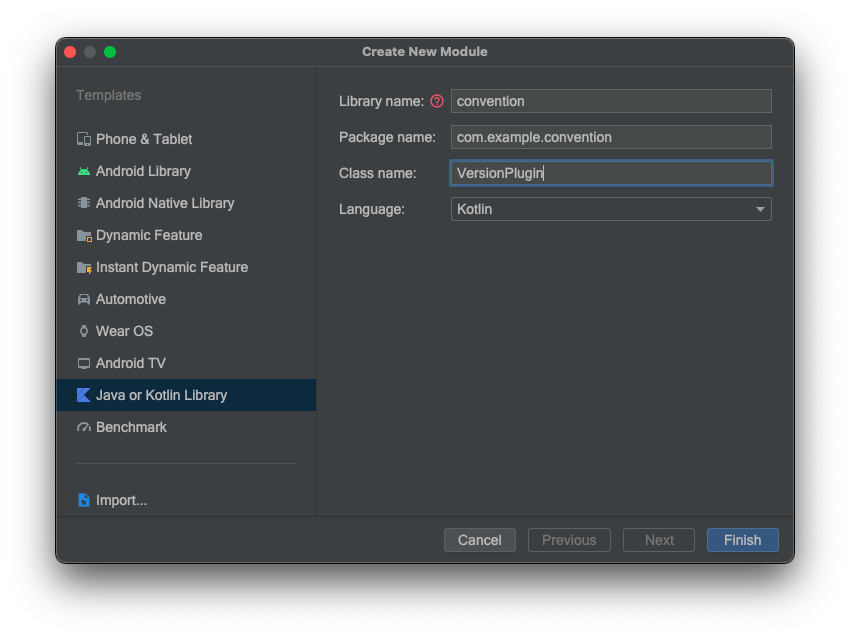 Create New Module
Templates
Phone & Tablet
Android Library
Android Native Library
Dynamic Feature
Instant Dynamic Feature
Automotive
Wear OS
Android TV
Java or Kotlin Library
Benchmark
Import...
Library name: ? convention
Package name: com.example.convention
Class name: VersionPlugin
Language: Kotlin
Cancel Previous Next Finish